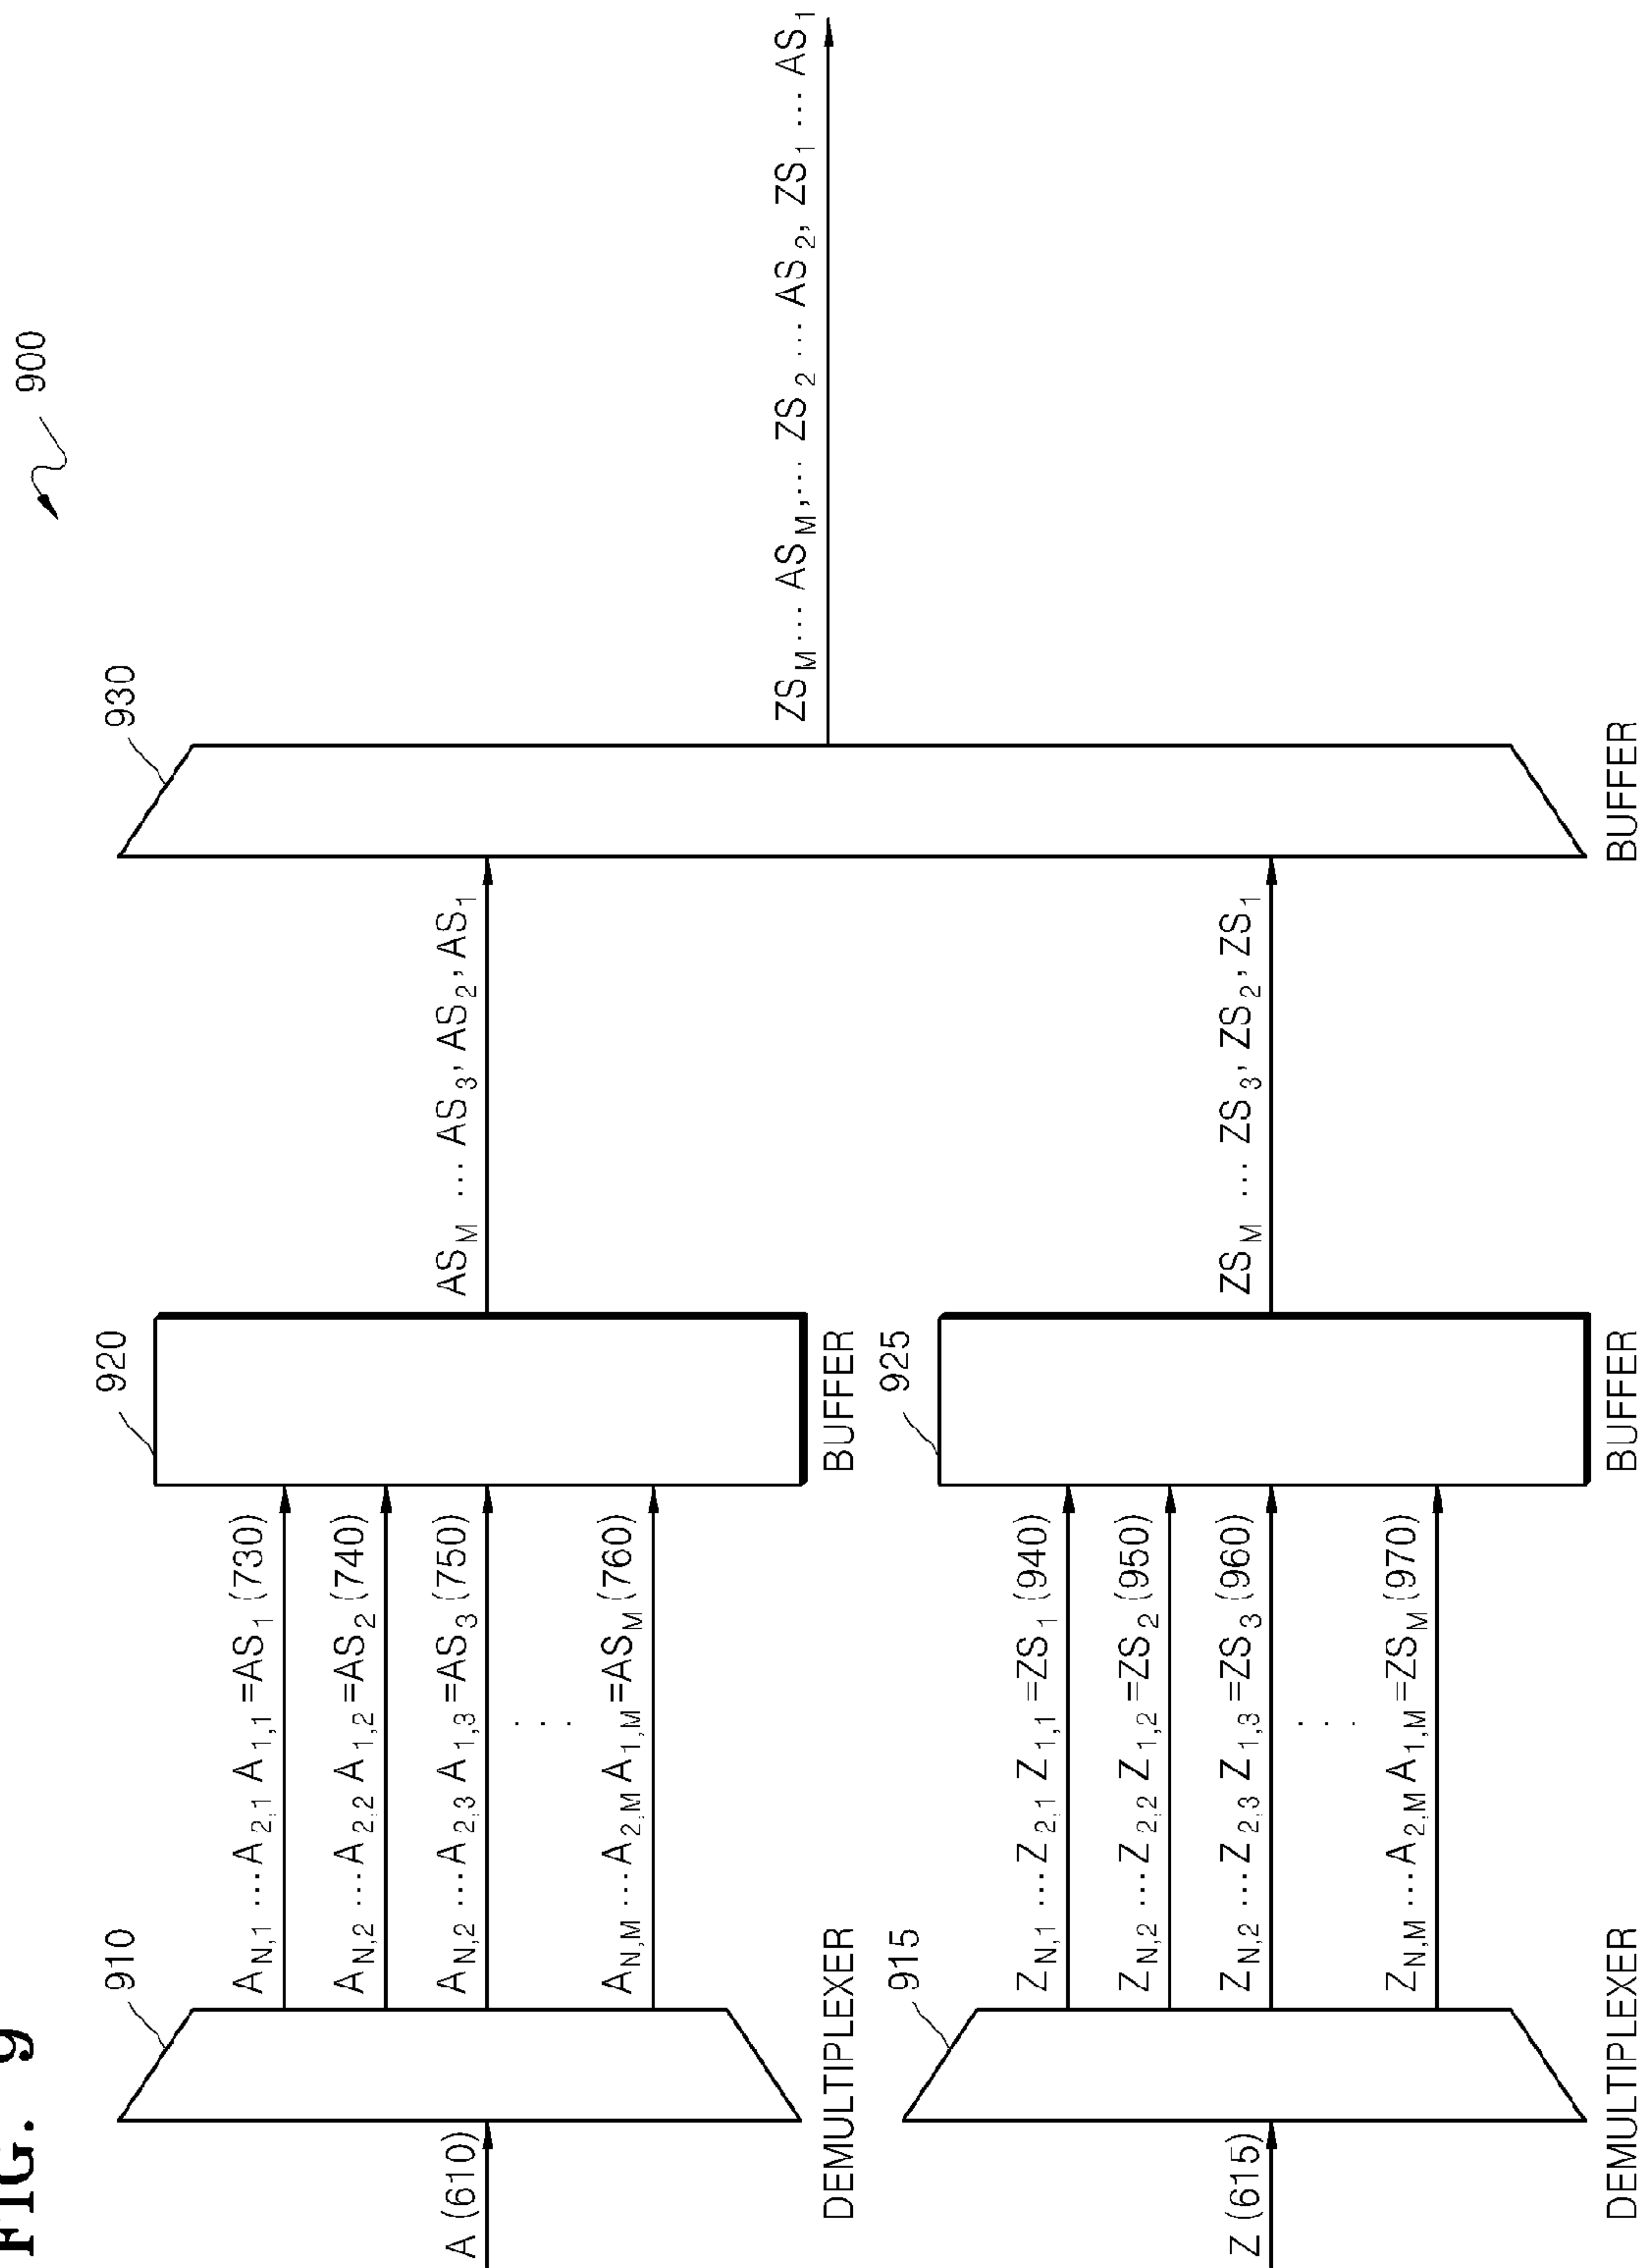 FIG. 9
900
910
920
930
A (610)
A_{N,1} ...A_{2,1} A_{1,1} =AS_1 (730)
A_{N,2} ...A_{2,2} A_{1,2} =AS_2 (740)
A_{N,2} ...A_{2,3} A_{1,3} =AS_3 (750)
...
A_{N,M} ...A_{2,M} A_{1,M} =AS_M (760)
AS_M ... AS_3, AS_2, AS_1
DEMULTIPLEXER
BUFFER
ZS_M ... AS_M ,... ZS_2 ... AS_2, ZS_1 ... AS_1
915
925
Z (615)
Z_{N,1} ...Z_{2,1} Z_{1,1} =ZS_1 (940)
Z_{N,2} ...Z_{2,2} Z_{1,2} =ZS_2 (950)
Z_{N,2} ...Z_{2,3} Z_{1,3} =ZS_3 (960)
...
Z_{N,M} ...A_{2,M} A_{1,M} =ZS_M (970)
ZS_M ... ZS_3, ZS_2, ZS_1
DEMULTIPLEXER
BUFFER
BUFFER